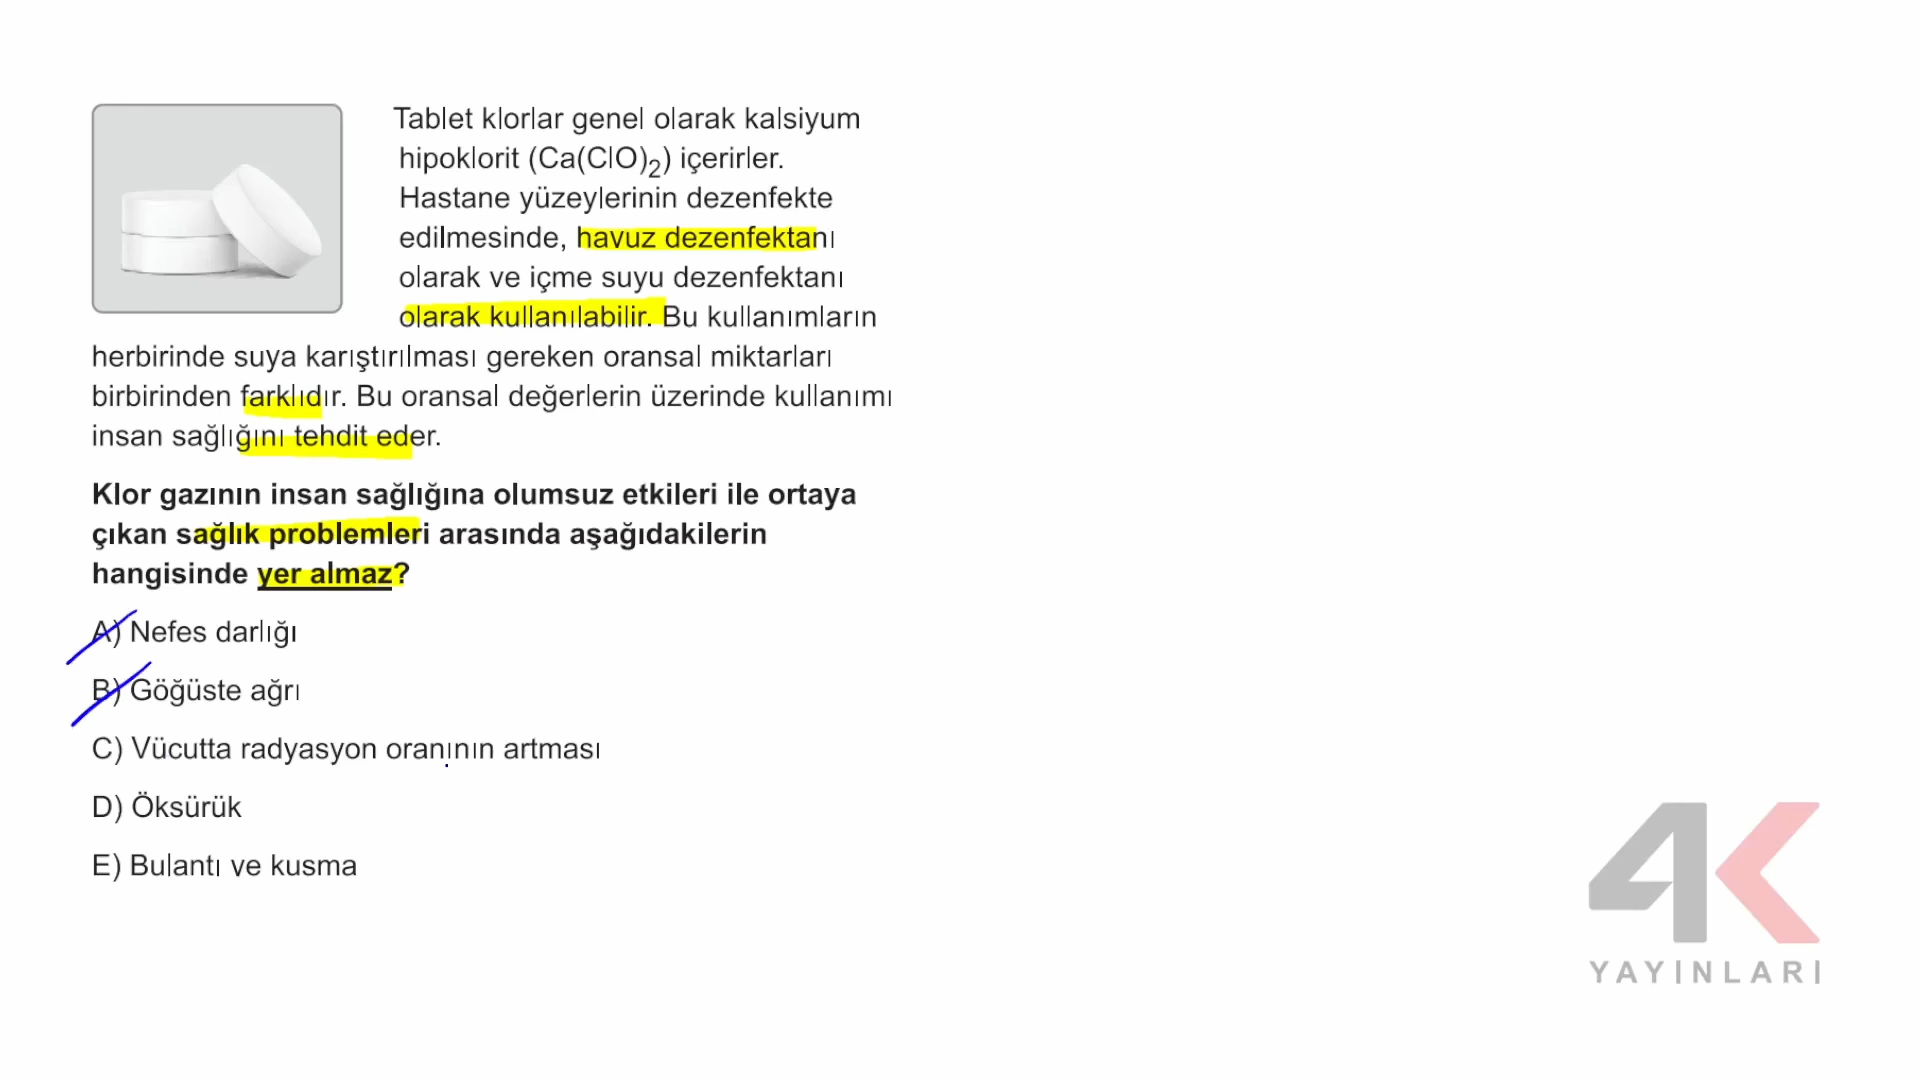 Tablet klorlar genel olarak kalsiyum
hipoklorit (Ca(ClO)₂) içerirler.
Hastane yüzeylerinin dezenfekte
edilmesinde, havuz dezenfektanı
olarak ve içme suyu dezenfektanı
olarak kullanılabilir. Bu kullanımların
herbirinde suya karıştırılması gereken oransal miktarları
birbirinden farklıdır. Bu oransal değerlerin üzerinde kullanımı
insan sağlığını tehdit eder.
Klor gazının insan sağlığına olumsuz etkileri ile ortaya
çıkan sağlık problemleri arasında aşağıdakilerin
hangisinde yer almaz?
A) Nefes darlığı
B) Göğüste ağrı
C) Vücutta radyasyon oranının artması
D) Öksürük
E) Bulantı ve kusma
4K
YAYINLARI